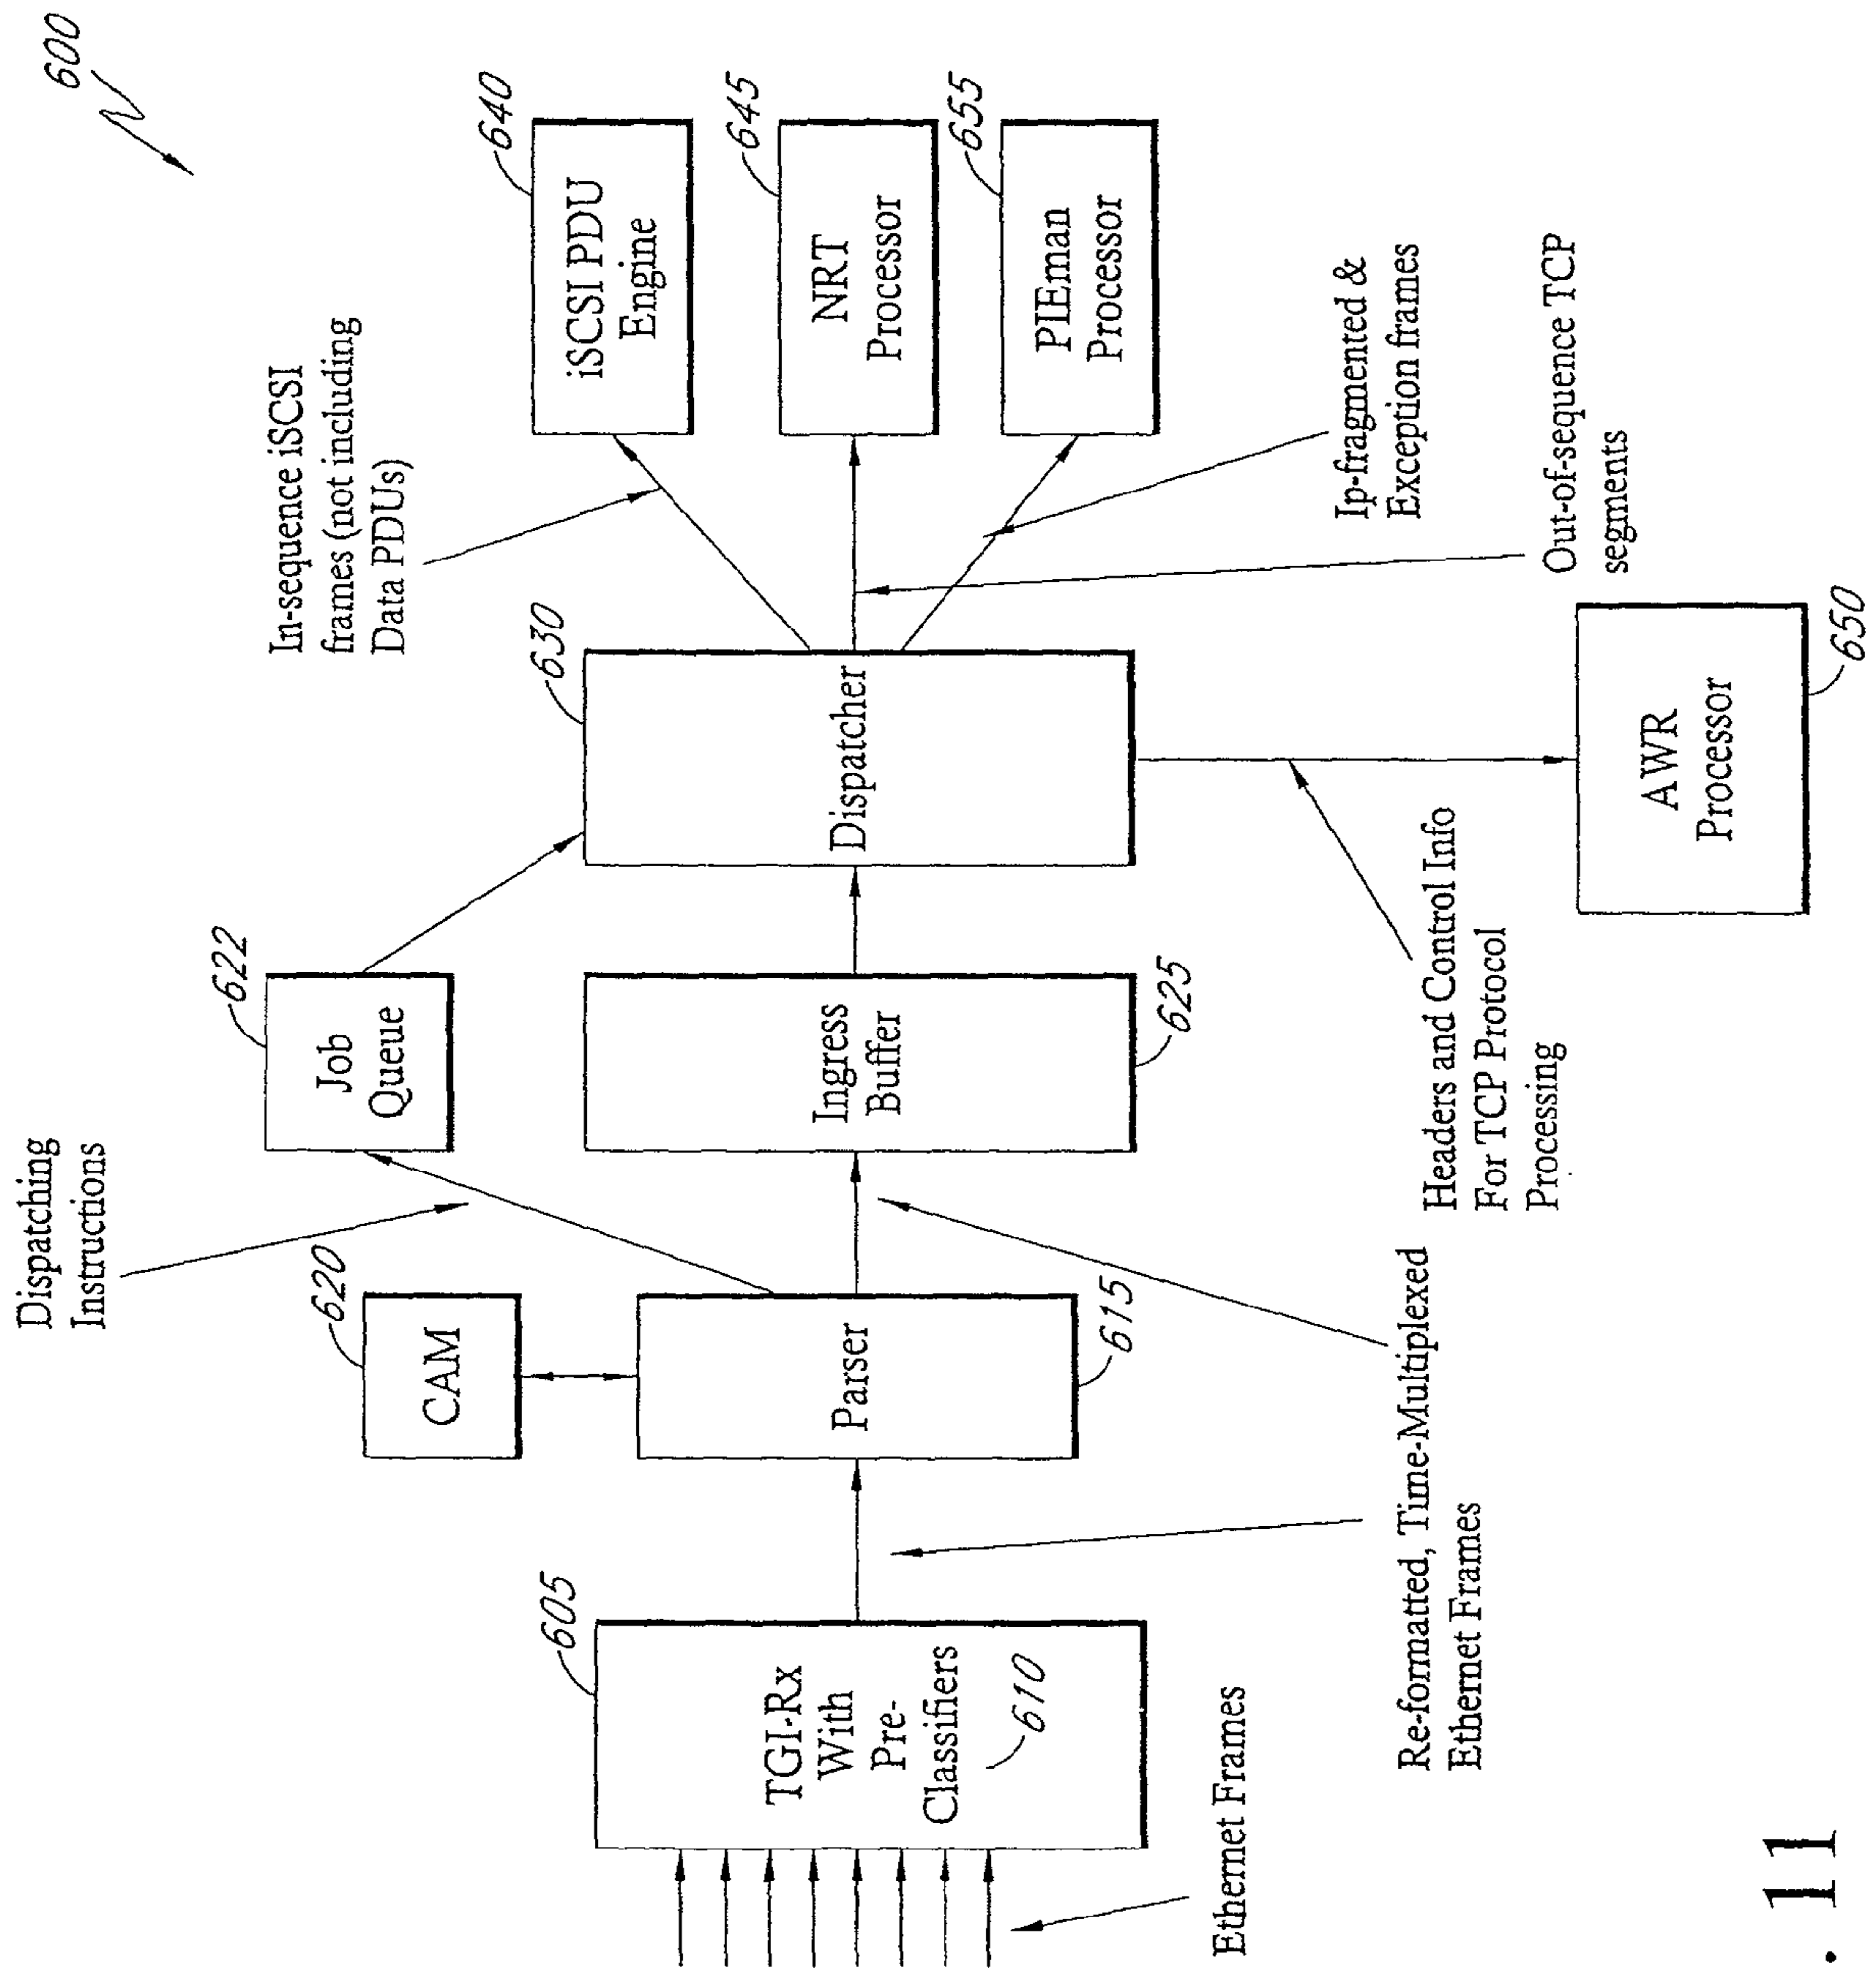 600
Dispatching
Instructions
In-sequence iSCSI
frames (not including
Data PDUs)
622
Job
Queue
620
CAM
640
iSCSI PDU
Engine
605
TGI-Rx
With
Pre-
Classifiers
610
Parser
615
Ingress
Buffer
625
630
Dispatcher
645
NRT
Processor
655
PIEman
Processor
Ethernet Frames
Re-formatted, Time-Multiplexed
Ethernet Frames
Headers and Control Info
For TCP Protocol
Processing
Ip-fragmented &
Exception frames
Out-of-sequence TCP
segments
AWR
Processor
650
. 11